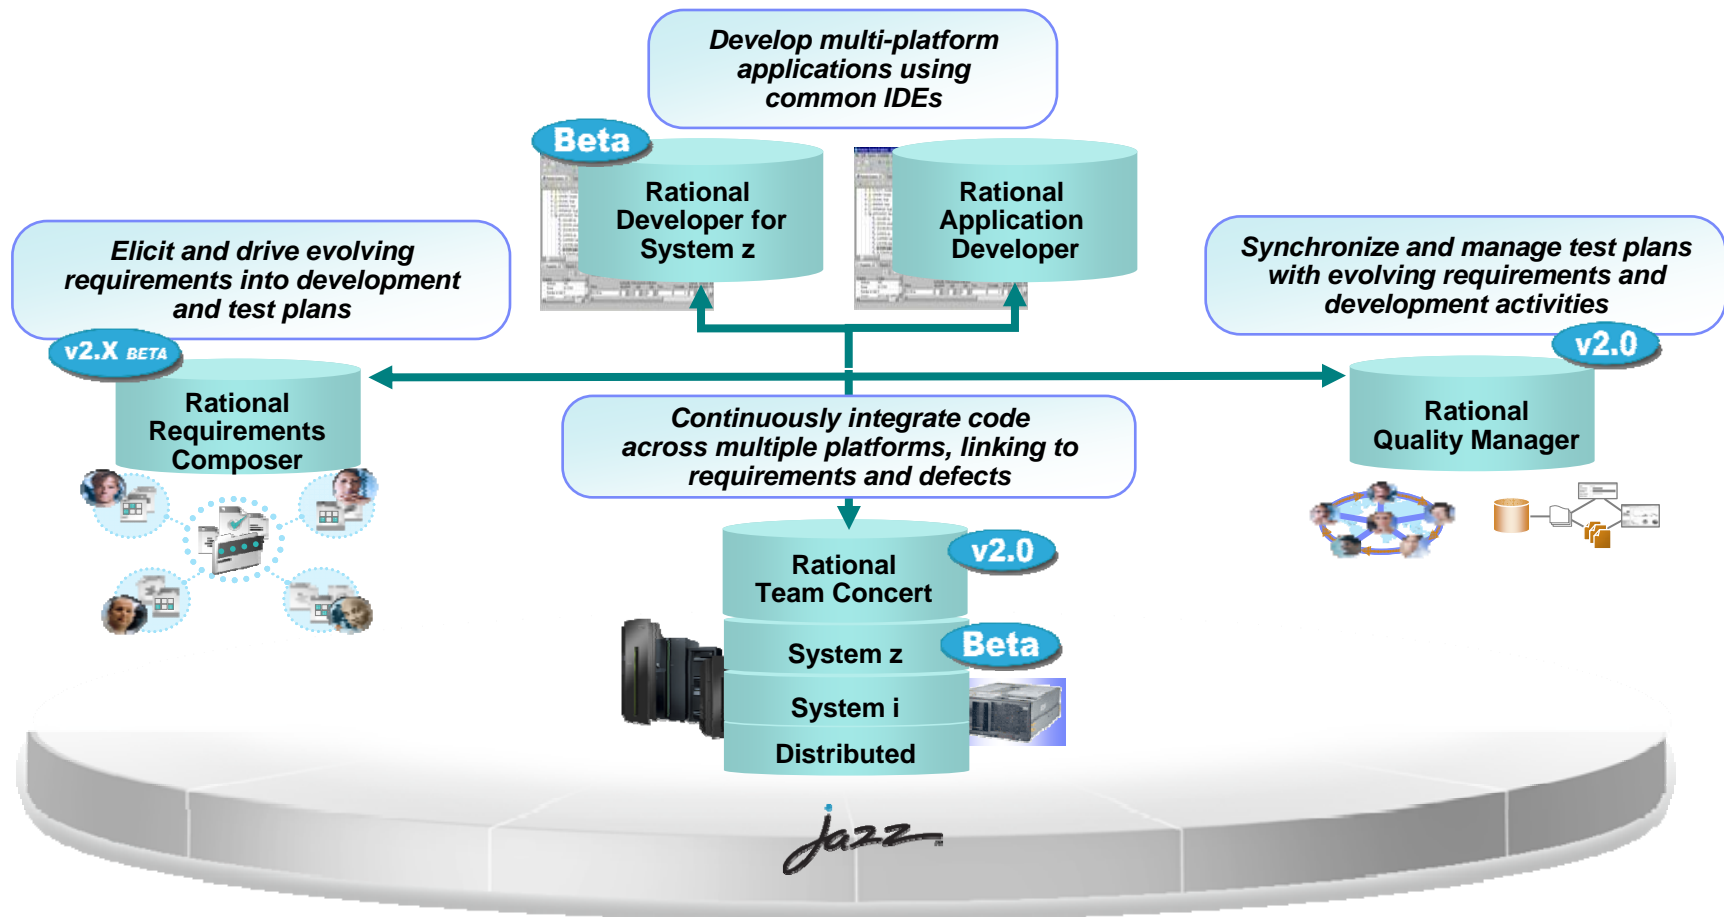 Develop multi-platform
applications using
common IDEs
Beta
Rational
Developer for
System z
Rational
Application
Developer
Elicit and drive evolving
requirements into development
and test plans
Synchronize and manage test plans
with evolving requirements and
development activities
v2.X BETA
v2.0
Rational
Requirements
Composer
Continuously integrate code
across multiple platforms, linking to
requirements and defects
Rational
Quality Manager
Rational
Team Concert
v2.0
System z
Beta
System i
Distributed
jazz